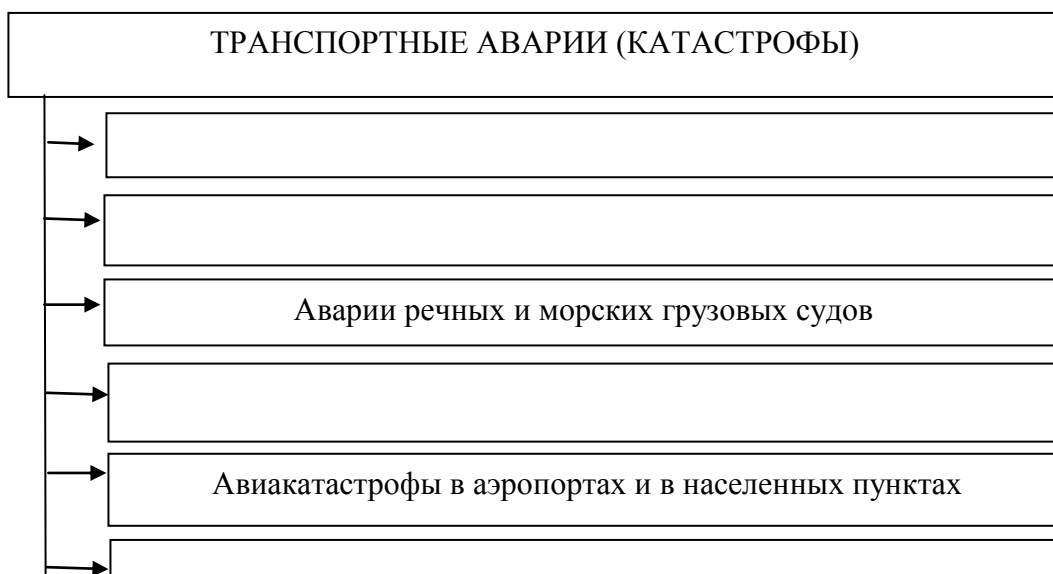 ТРАНСПОРТНЫЕ АВАРИИ (КАТАСТРОФЫ)
Аварии речных и морских грузовых судов
Авиакатастрофы в аэропортах и в населенных пунктах